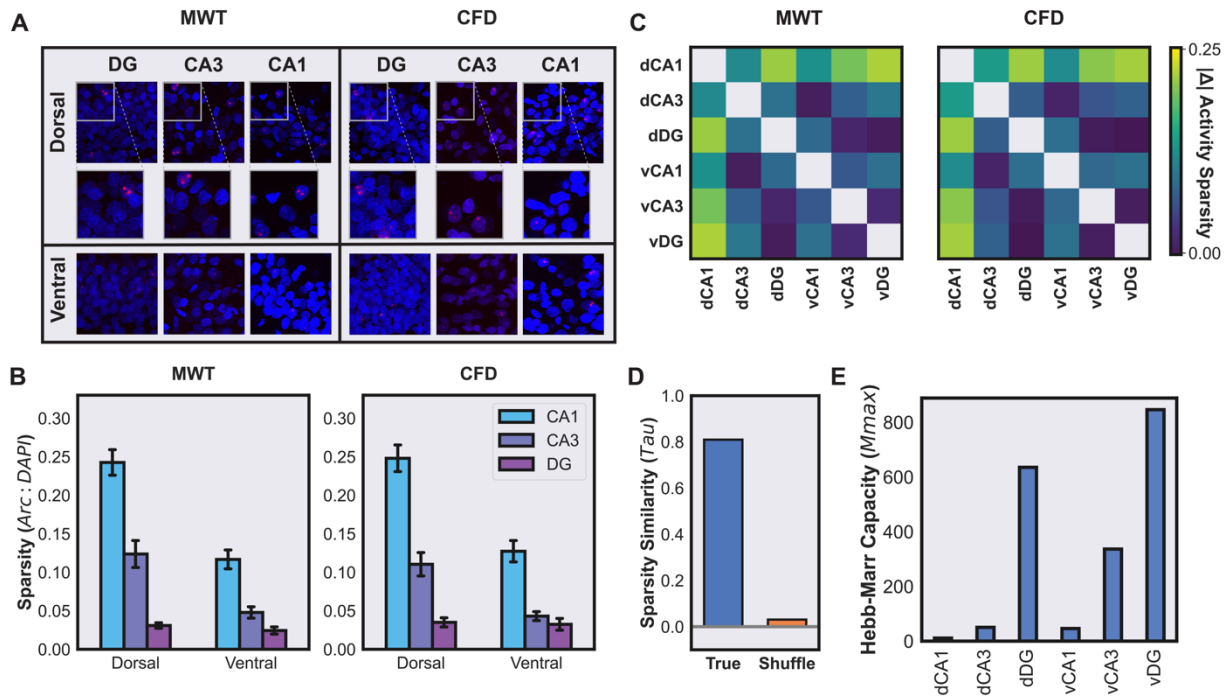 A
MWT
CFD
DG CA3 CA1
DG CA3 CA1
Dorsal
Ventral
B
MWT
CFD
Sparsity (Arc : DAPI)
0.30
0.25
0.20
0.15
0.10
0.05
0.00
Dorsal Ventral
0.30
0.25
0.20
0.15
0.10
0.05
0.00
CA1
CA3
DG
Dorsal Ventral
C
MWT
CFD
dCA1
dCA3
dDG
vCA1
vCA3
vDG
dCA1 dCA3 dDG vCA1 vCA3 vDG
dCA1 dCA3 dDG vCA1 vCA3 vDG
0.25
0.00
|Δ| Activity Sparsity
D
Sparsity Similarity (Tau)
1.0
0.8
0.6
0.4
0.2
0.0
True Shuffle
E
Hebb-Marr Capacity (Mmax)
800
600
400
200
0
dCA1 dCA3 dDG vCA1 vCA3 vDG